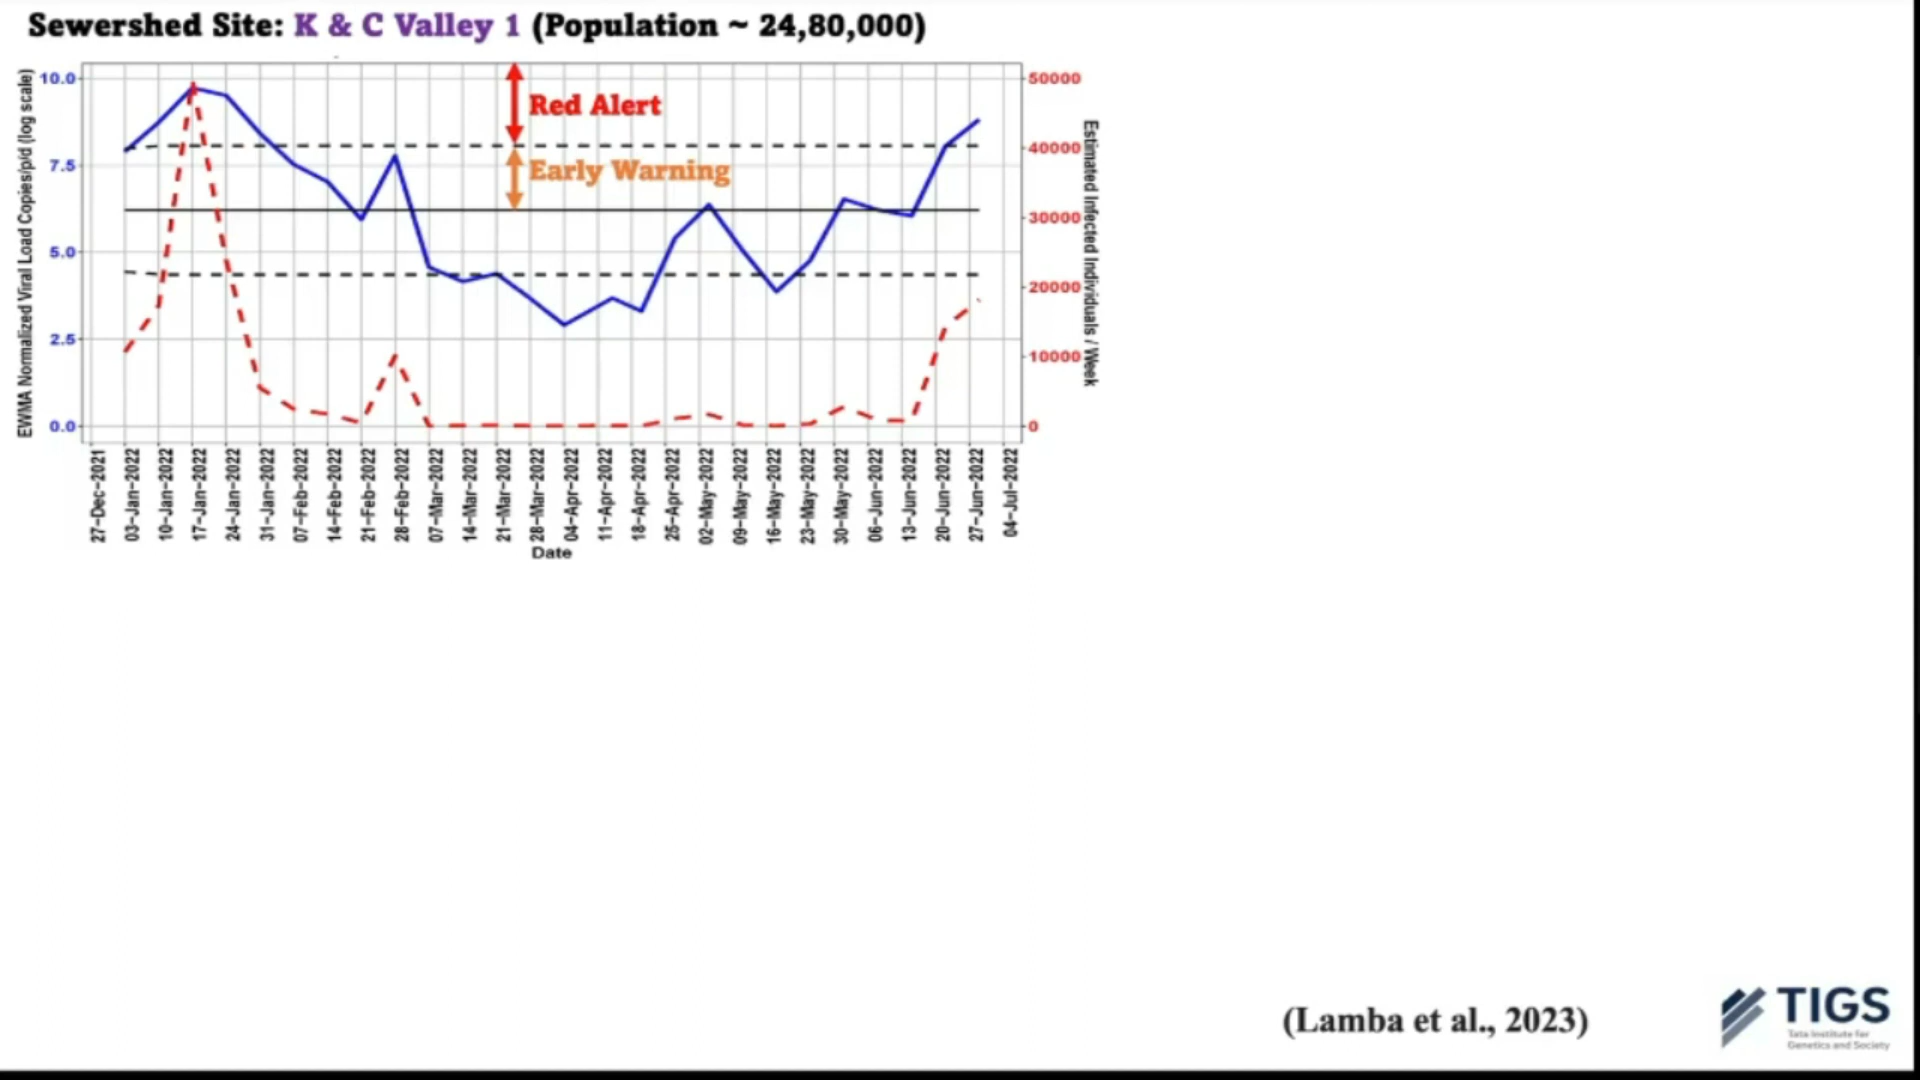 Sewershed Site: K & C Valley 1 (Population ~ 24,80,000)
EWMA Normalized Viral Load Copies/p/d (log scale)
10.0
7.5
5.0
2.5
0.0
Red Alert
Early Warning
50000
40000
30000
20000
10000
0
Estimated Infected Individuals / Week
27-Dec-2021
03-Jan-2022
10-Jan-2022
17-Jan-2022
24-Jan-2022
31-Jan-2022
07-Feb-2022
14-Feb-2022
21-Feb-2022
28-Feb-2022
07-Mar-2022
14-Mar-2022
21-Mar-2022
28-Mar-2022
04-Apr-2022
11-Apr-2022
18-Apr-2022
25-Apr-2022
02-May-2022
09-May-2022
16-May-2022
23-May-2022
30-May-2022
06-Jun-2022
13-Jun-2022
20-Jun-2022
27-Jun-2022
04-Jul-2022
Date
(Lamba et al., 2023)
TIGS
Tata Institute for
Genetics and Society